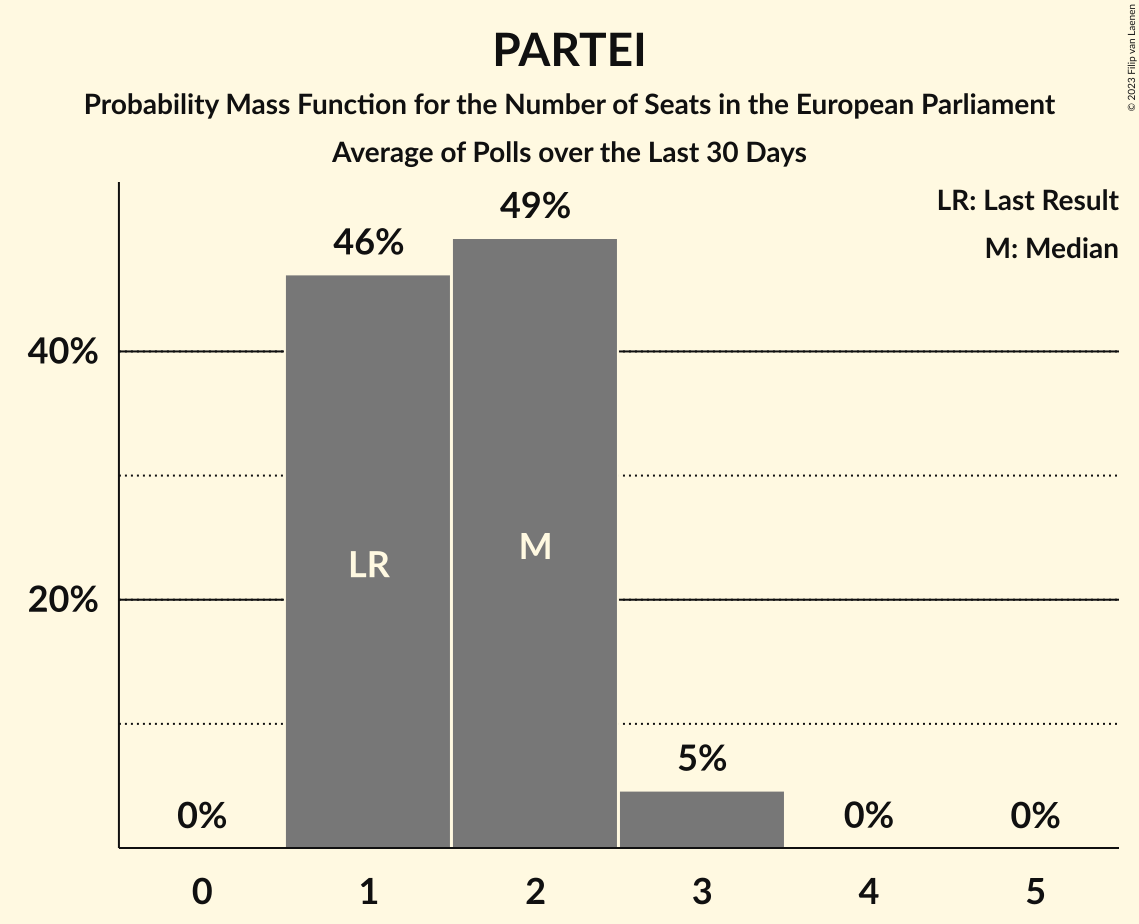 PARTEI
Probability Mass Function for the Number of Seats in the European Parliament
Average of Polls over the Last 30 Days
© 2023 Filip van Laenen
LR: Last Result
M: Median
49%
46%
40%
LR
M
20%
5%
0%
0%
0%
0 1 2 3 4 5